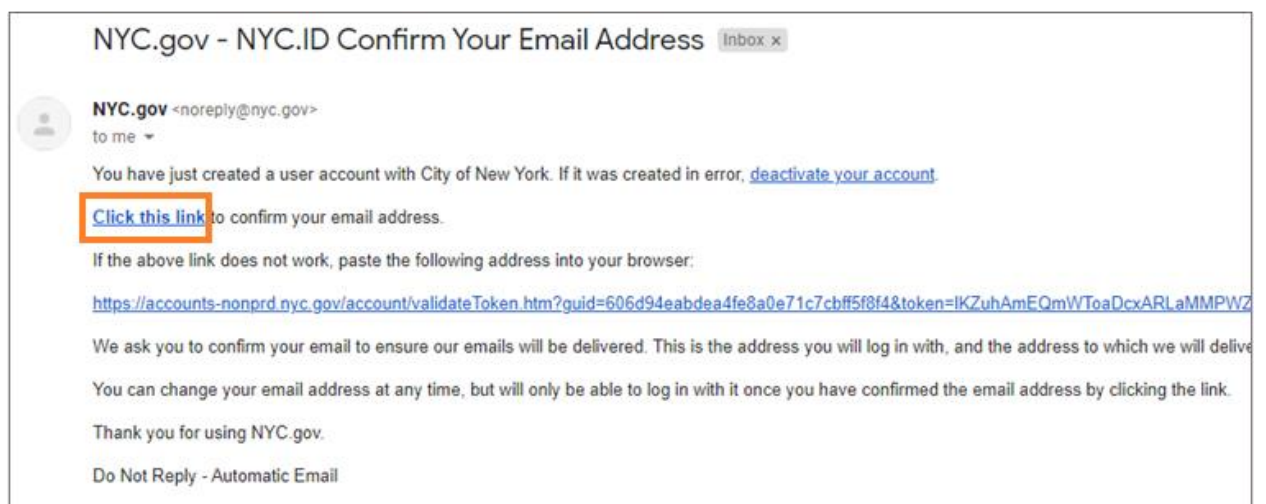 NYC.gov - NYC.ID Confirm Your Email Address Inbox x
NYC.gov <noreply@nyc.gov>
to me
You have just created a user account with City of New York. If it was created in error, deactivate your account.
Click this link to confirm your email address.
If the above link does not work, paste the following address into your browser:
https://accounts-nonprd.nyc.gov/account/validateToken.htm?guid=606d94eabdea4fe8a0e71c7cbff5f8f4&token=IKZuhAmEQmWToaDcxARLaMMPWZ
We ask you to confirm your email to ensure our emails will be delivered. This is the address you will log in with, and the address to which we will delive
You can change your email address at any time, but will only be able to log in with it once you have confirmed the email address by clicking the link.
Thank you for using NYC.gov.
Do Not Reply - Automatic Email